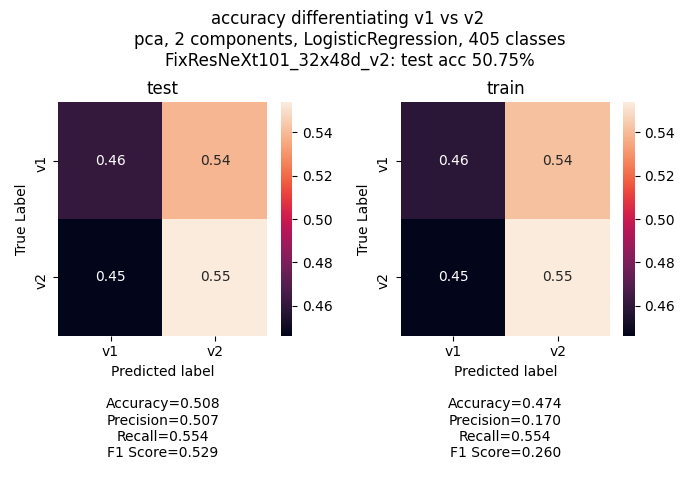 accuracy differentiating v1 vs v2
pca, 2 components, LogisticRegression, 405 classes
FixResNeXt101_32x48d_v2: test acc 50.75%
test
True Label
v1
v2
0.46
0.54
0.45
0.55
v1
v2
Predicted label
0.54
0.52
0.50
0.48
0.46
Accuracy=0.508
Precision=0.507
Recall=0.554
F1 Score=0.529
train
True Label
v1
v2
0.46
0.54
0.45
0.55
v1
v2
Predicted label
0.54
0.52
0.50
0.48
0.46
Accuracy=0.474
Precision=0.170
Recall=0.554
F1 Score=0.260